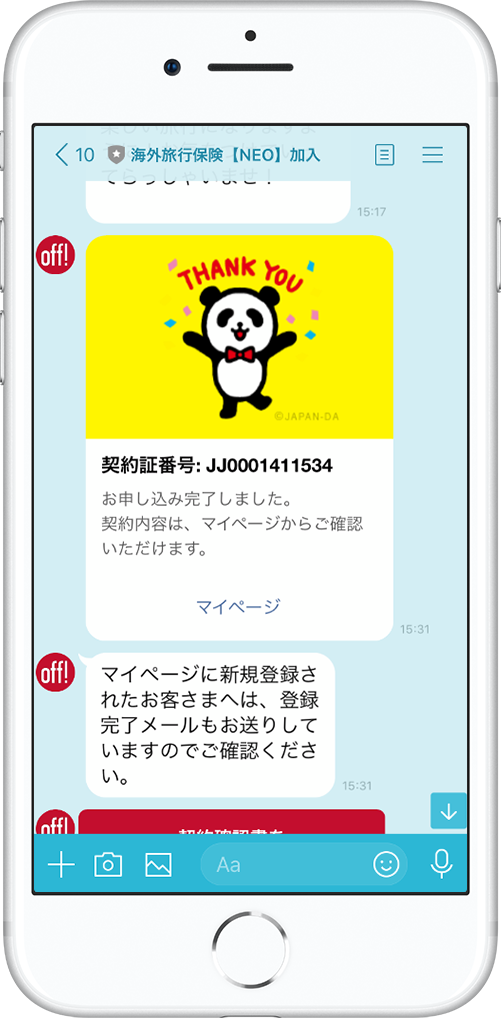 10 海外旅行保険【NEO】加入
てらっしゃいませ！
15:17
off!
THANK YOU
©JAPAN-DA
契約証番号: JJ0001411534
お申し込み完了しました。
契約内容は、マイページからご確認
いただけます。
マイページ
15:31
off!
マイページに新規登録さ
れたお客さまへは、登録
完了メールもお送りして
いますのでご確認くださ
い。
15:31
off!
契約確認書を
Aa